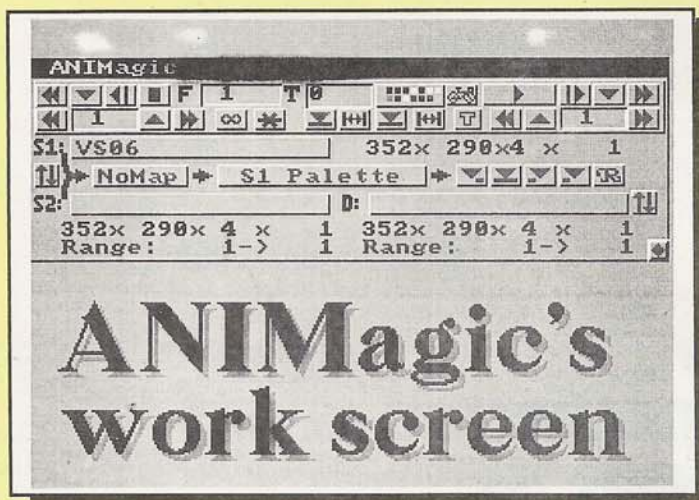 ANIMagic
F 1 T 0
1 T 1
S1: VS06 352x 290x4 x 1
NoMap S1 Palette R
S2: D:
352x 290x 4 x 1 352x 290x 4 x 1
Range: 1-> 1 Range: 1-> 1
ANIMagic's
work screen